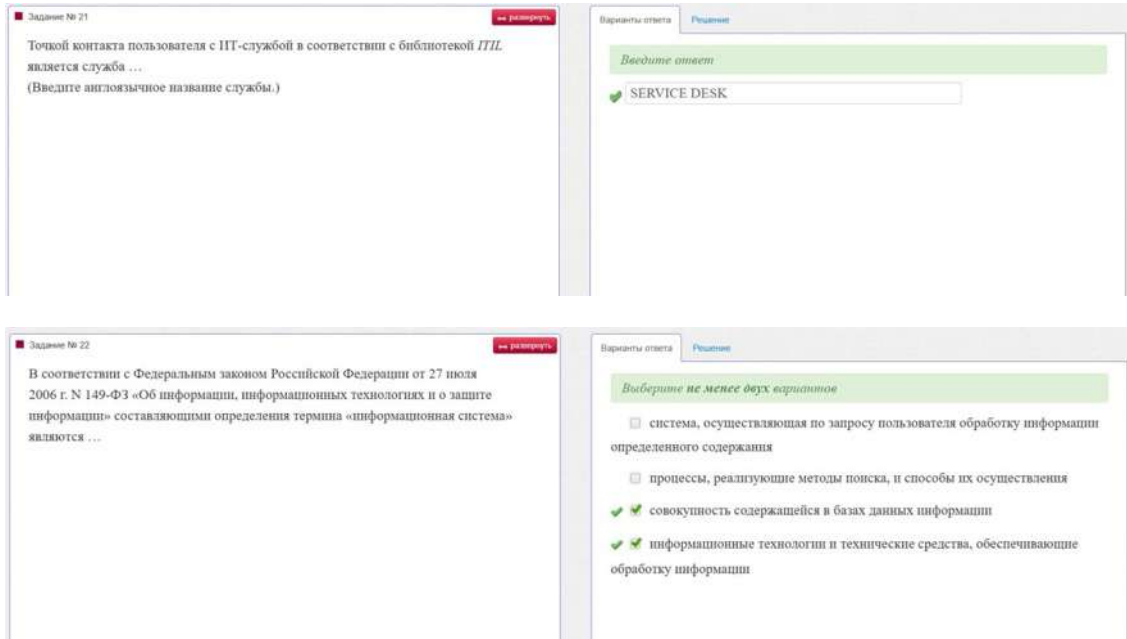 Задание № 21
развернуть
Точкой контакта пользователя с ИТ-службой в соответствии с библиотекой ITIL
является служба …
(Введите англоязычное название службы.)
Варианты ответа
Решение
Введите ответ
SERVICE DESK
Задание № 22
развернуть
В соответствии с Федеральным законом Российской Федерации от 27 июля
2006 г. N 149-ФЗ «Об информации, информационных технологиях и о защите
информации» составляющими определения термина «информационная система»
являются …
Варианты ответа
Решение
Выберите не менее двух вариантов
система, осуществляющая по запросу пользователя обработку информации
определенного содержания
процессы, реализующие методы поиска, и способы их осуществления
совокупность содержащейся в базах данных информации
информационные технологии и технические средства, обеспечивающие
обработку информации